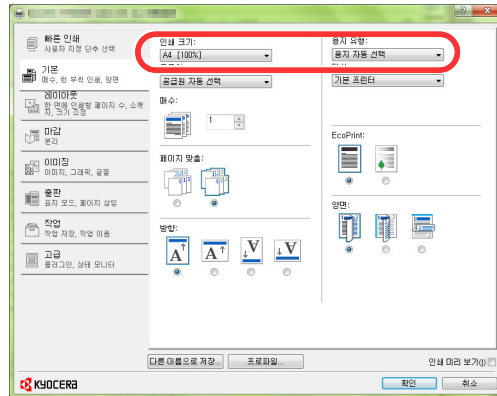 빠른 인쇄
사용자 지정 단추 선택
기본
매수, 한 부씩 인쇄, 양면
레이아웃
한 면에 인쇄할 페이지 수, 소책
자, 크기 조정
마감
분리
이미징
이미지, 그래픽, 글꼴
출판
표지 모드, 페이지 삽입
작업
작업 저장, 작업 이름
고급
플러그인, 상태 모니터
인쇄 크기:
A4 [100%]
공급원 자동 선택
매수:
1
페이지 맞춤:
방향:
용지 유형:
용지 자동 선택
기본 프린터
EcoPrint:
양면:
다른 이름으로 저장...
프로파일...
인쇄 미리 보기(I)
KYOCERA
확인
취소